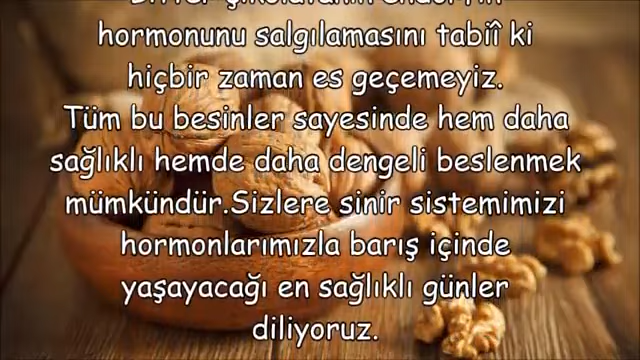 hormonunu salgılamasını tabiî ki
hiçbir zaman es geçemeyiz.
Tüm bu besinler sayesinde hem daha
sağlıklı hemde daha dengeli beslenmek
mümkündür.Sizlere sinir sistemimizi
hormonlarımızla barış içinde
yaşayacağı en sağlıklı günler
diliyoruz.